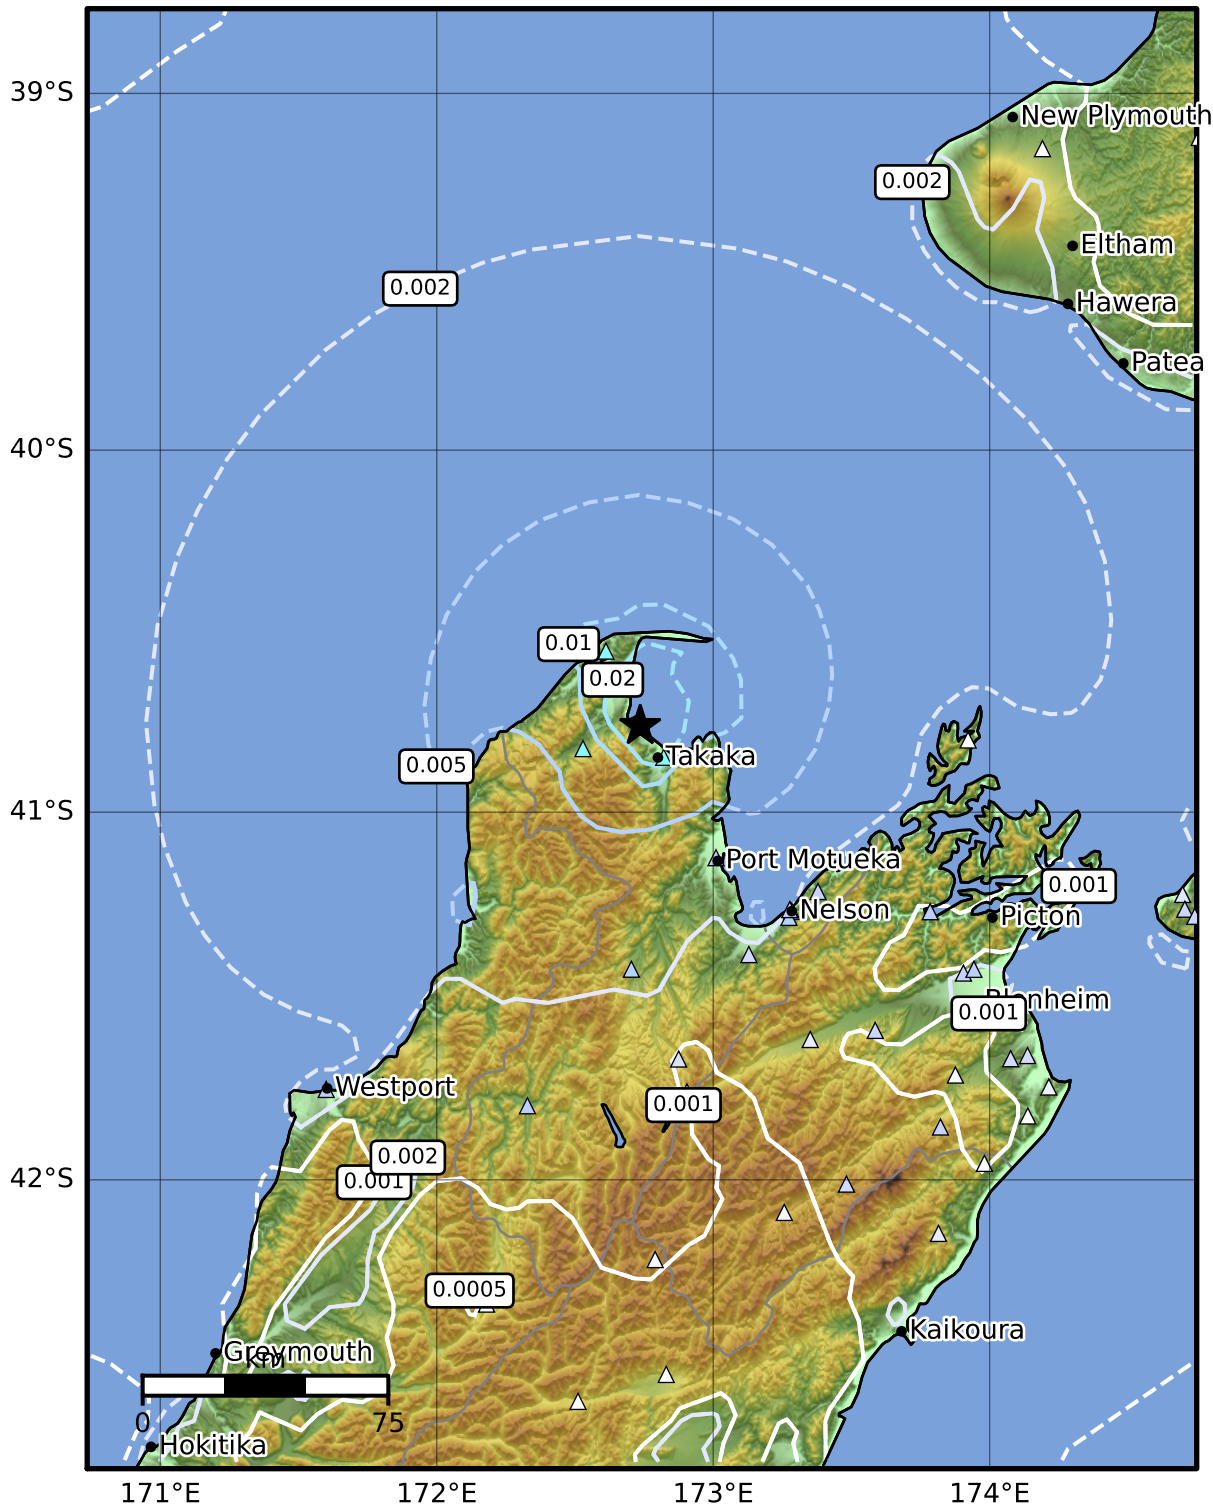 39°S
New Plymouth
0.002
Eltham
0.002
Hawera
Patea
40°S
0.01
0.02
Takaka
0.005
41°S
Port Motueka
0.001
Nelson
Picton
Blenheim
0.001
Westport
0.001
0.002
0.001
42°S
0.0005
Kaikoura
Greymouth
Km
0
75
Hokitika
171°E
172°E
173°E
174°E